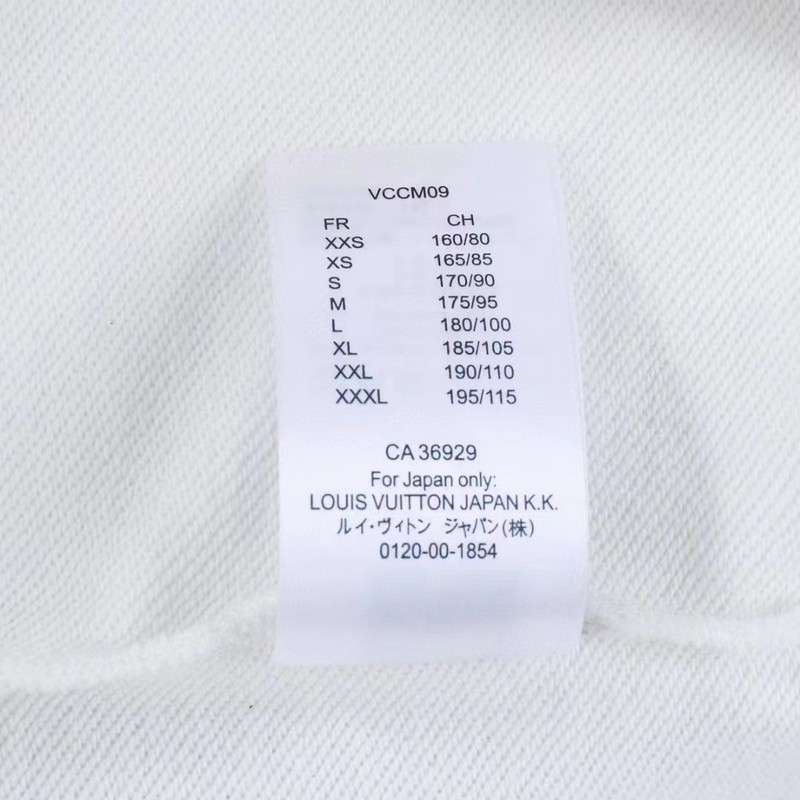 VCCM09
FR CH
XXS 160/80
XS 165/85
S 170/90
M 175/95
L 180/100
XL 185/105
XXL 190/110
XXXL 195/115
CA 36929
For Japan only:
LOUIS VUITTON JAPAN K.K.
ルイ・ヴィトン ジャパン(株)
0120-00-1854